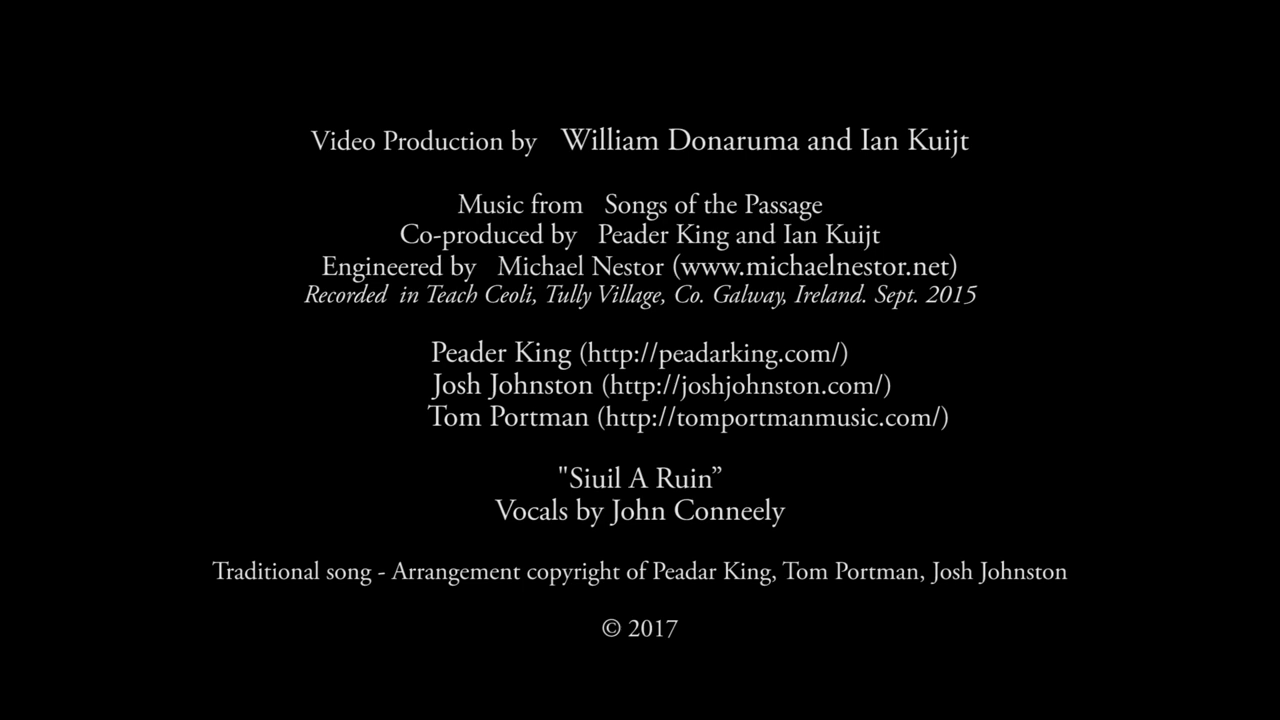 Video Production by William Donaruma and Ian Kuijt
Music from Songs of the Passage
Co-produced by Peader King and Ian Kuijt
Engineered by Michael Nestor (www.michaelnestor.net)
Recorded in Teach Ceoli, Tully Village, Co. Galway, Ireland. Sept. 2015
Peader King (http://peadarking.com/)
Josh Johnston (http://joshjohnston.com/)
Tom Portman (http://tomportmanmusic.com/)
"Siuil A Ruin”
Vocals by John Conneely
Traditional song - Arrangement copyright of Peadar King, Tom Portman, Josh Johnston
© 2017